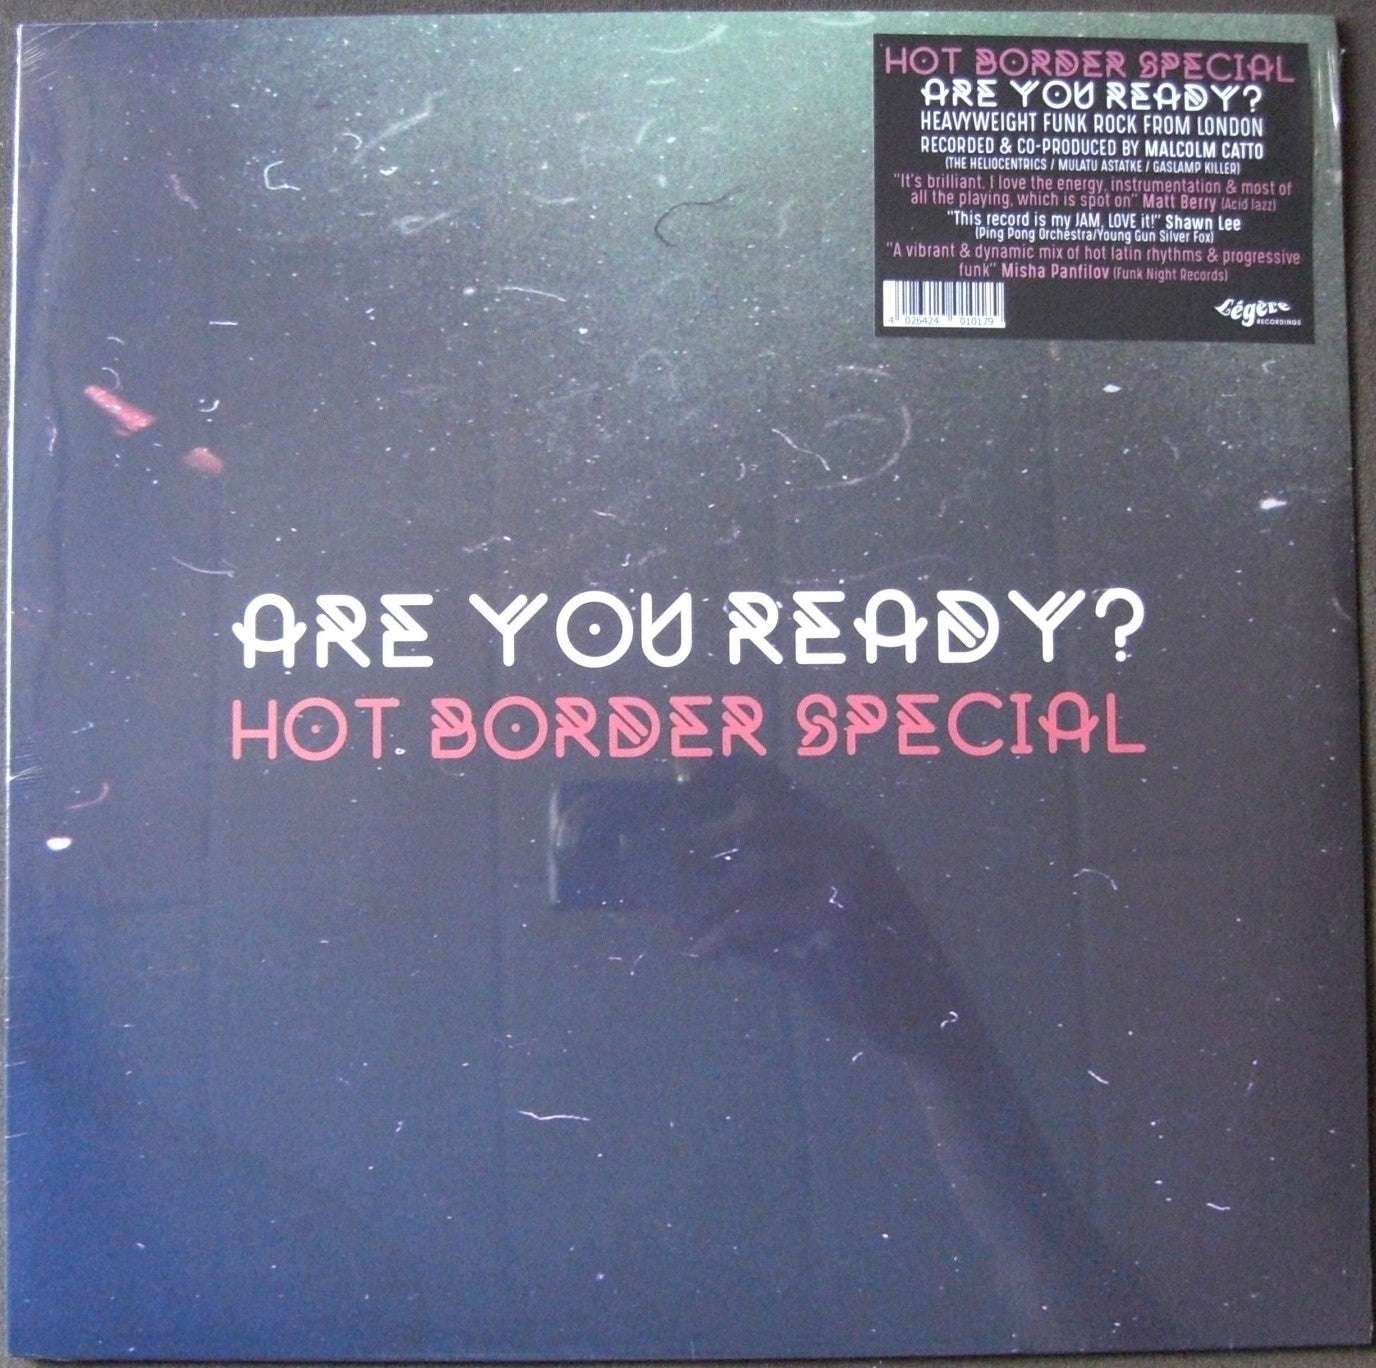 HOT BORDER SPECIAL
ARE YOU READY?
HEAVYWEIGHT FUNK ROCK FROM LONDON
RECORDED & CO-PRODUCED BY MALCOLM CATTO
(THE HELIOCENTRICS / MULATU ASTATKE / GASLAMP KILLER)
"It's brilliant, I love the energy, instrumentation & most of
all the playing, which is spot on" Matt Berry (Acid Jazz)
"This record is my JAM, LOVE it!" Shawn Lee
(Ping Pong Orchestra/Young Gun Silver Fox)
"A vibrant & dynamic mix of hot latin rhythms & progressive
funk" Misha Panfilov (Funk Night Records)
4 026424 010179
Légère
RECORDINGS
ARE YOU READY?
HOT BORDER SPECIAL